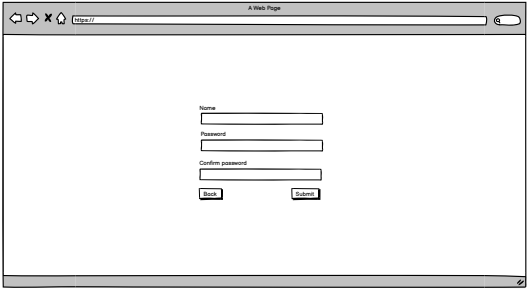 A Web Page
https://
Name
Password
Confirm password
Back
Submit